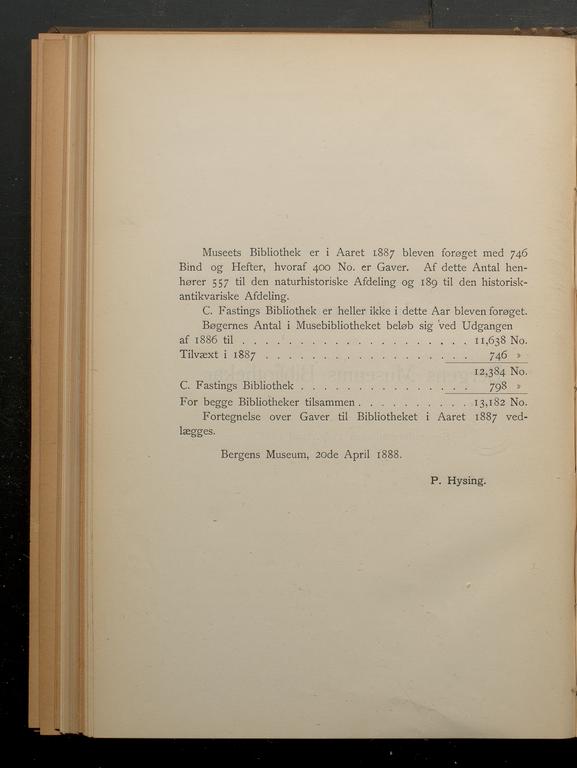 Museets Bibliothek er i Aaret 1887 bleven forøget med 746
Bind og Hefter, hvoraf 400 No. er Gaver. Af dette Antal hen-
hører 557 til den naturhistoriske Afdeling og 189 til den historisk-
antikvariske Afdeling.
C. Fastings Bibliothek er heller ikke i dette Aar bleven forøget.
Bøgernes Antal i Musebibliotheket beløb sig ved Udgangen
af 1886 til . . . . . . . . . . . . . . . . . . . . 11,638 No.
Tilvæxt i 1887 . . . . . . . . . . . . . . . . . . 746 »
12,384 No.
C. Fastings Bibliothek . . . . . . . . . . . . . . . 798 »
For begge Bibliotheker tilsammen . . . . . . . . . . 13,182 No.
Fortegnelse over Gaver til Bibliotheket i Aaret 1887 ved-
lægges.
Bergens Museum, 20de April 1888.
P. Hysing.